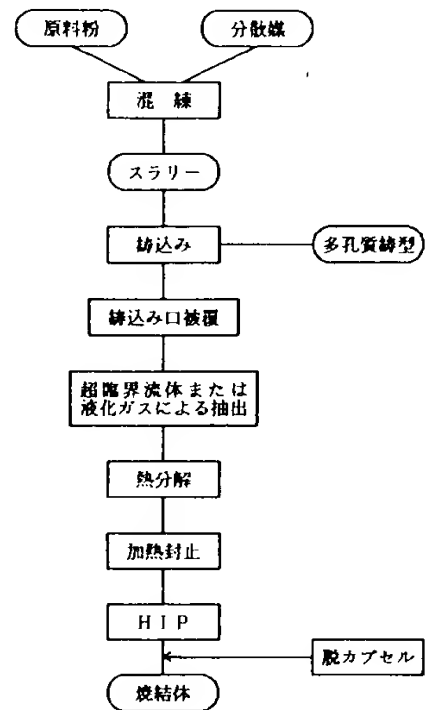 原料粉
分散媒
混練
スラリー
鋳込み
多孔質鋳型
鋳込み口被覆
超臨界流体または
液化ガスによる抽出
熱分解
加熱封止
HIP
脱カプセル
焼結体